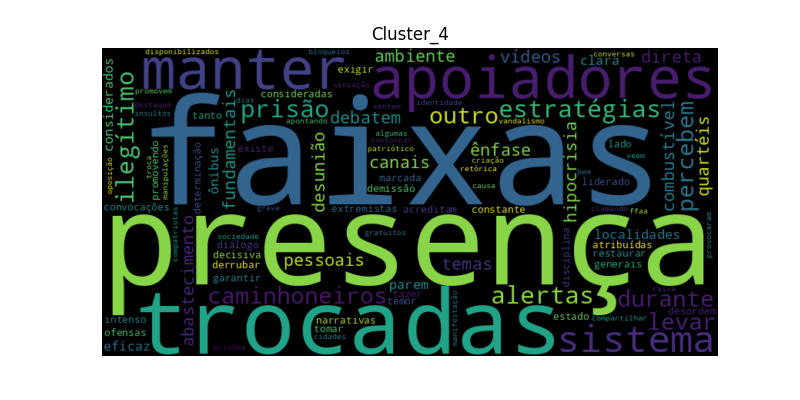 Cluster_4
disponibilizados
bloqueios
ambiente
vídeos
clara
conversas
direta
considerados
promovem
destaque
insultos
manter
exigir
sensação
apoiadores
ilegítimo
tanto
prisão
consideradas
dias
apontando
sentem
identidade
outro
estratégias
vandalismo
combustível
percebem
lado
veem
quartéis
fundamentais
debatem
algumas
contornar
patriótico
ênfase
criação
retórica
oposição
troca
promovendo
manipulações
ônibus
existe
desunião
canais
marcada
demissão
causa
bem
liderado
hipocrisia
faixas
convocações
determinação
greve
extremistas
acreditam
constante
clamando
ffaa
presença
compatriotas
sociedade
diálogo
decisiva
derrubar
garantir
gratuitos
pessoais
parem
fazer
temor
temas
disciplina
localidades
atribuídas
restaurar
generais
provocaram
abastecimento
caminhoneiros
alertas
durante
raiva
compartilhar
desordem
estado
levar
intenso
ofensas
eficaz
prisões
trocadas
narrativas
tomar
cidades
manifestação
sistema